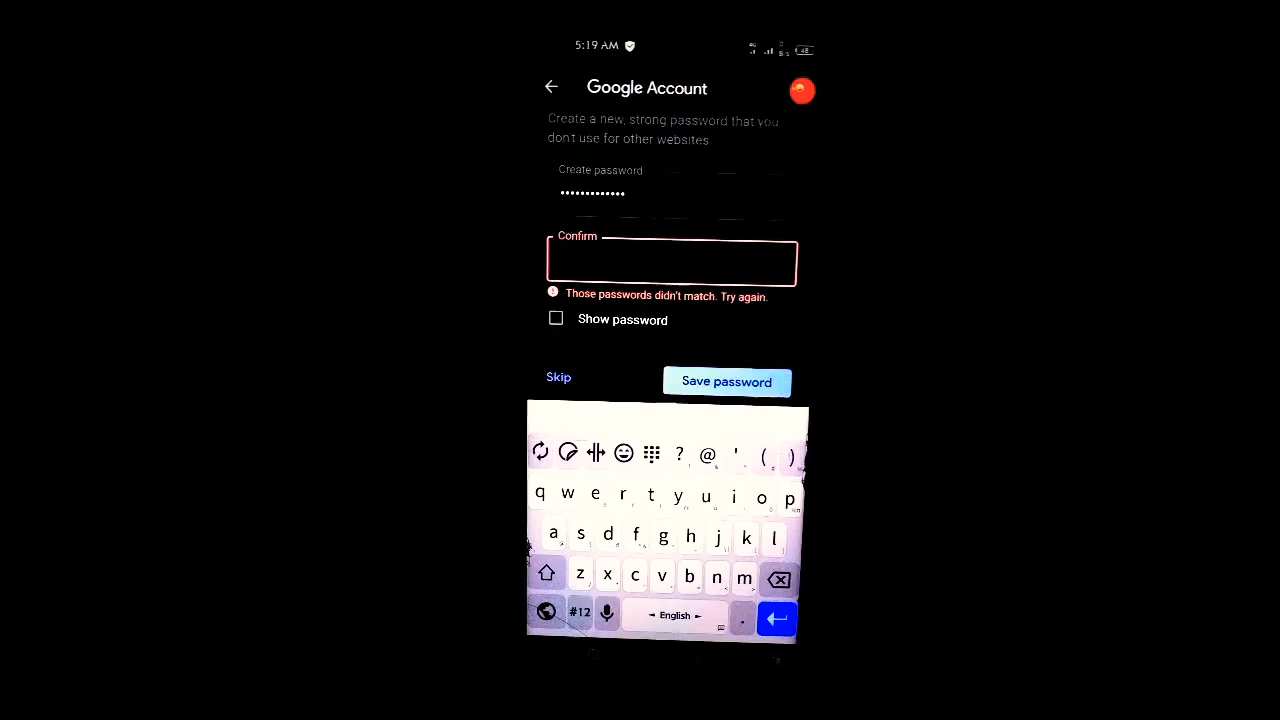 5:19 AM
Google Account
Create a new, strong password that you
don't use for other websites
Create password
•••••••••••••
Confirm
Those passwords didn't match. Try again.
Show password
Skip
Save password
? @ ' ( )
q w e r t y u i o p
a s d f g h j k l
z x c v b n m
#12 English .